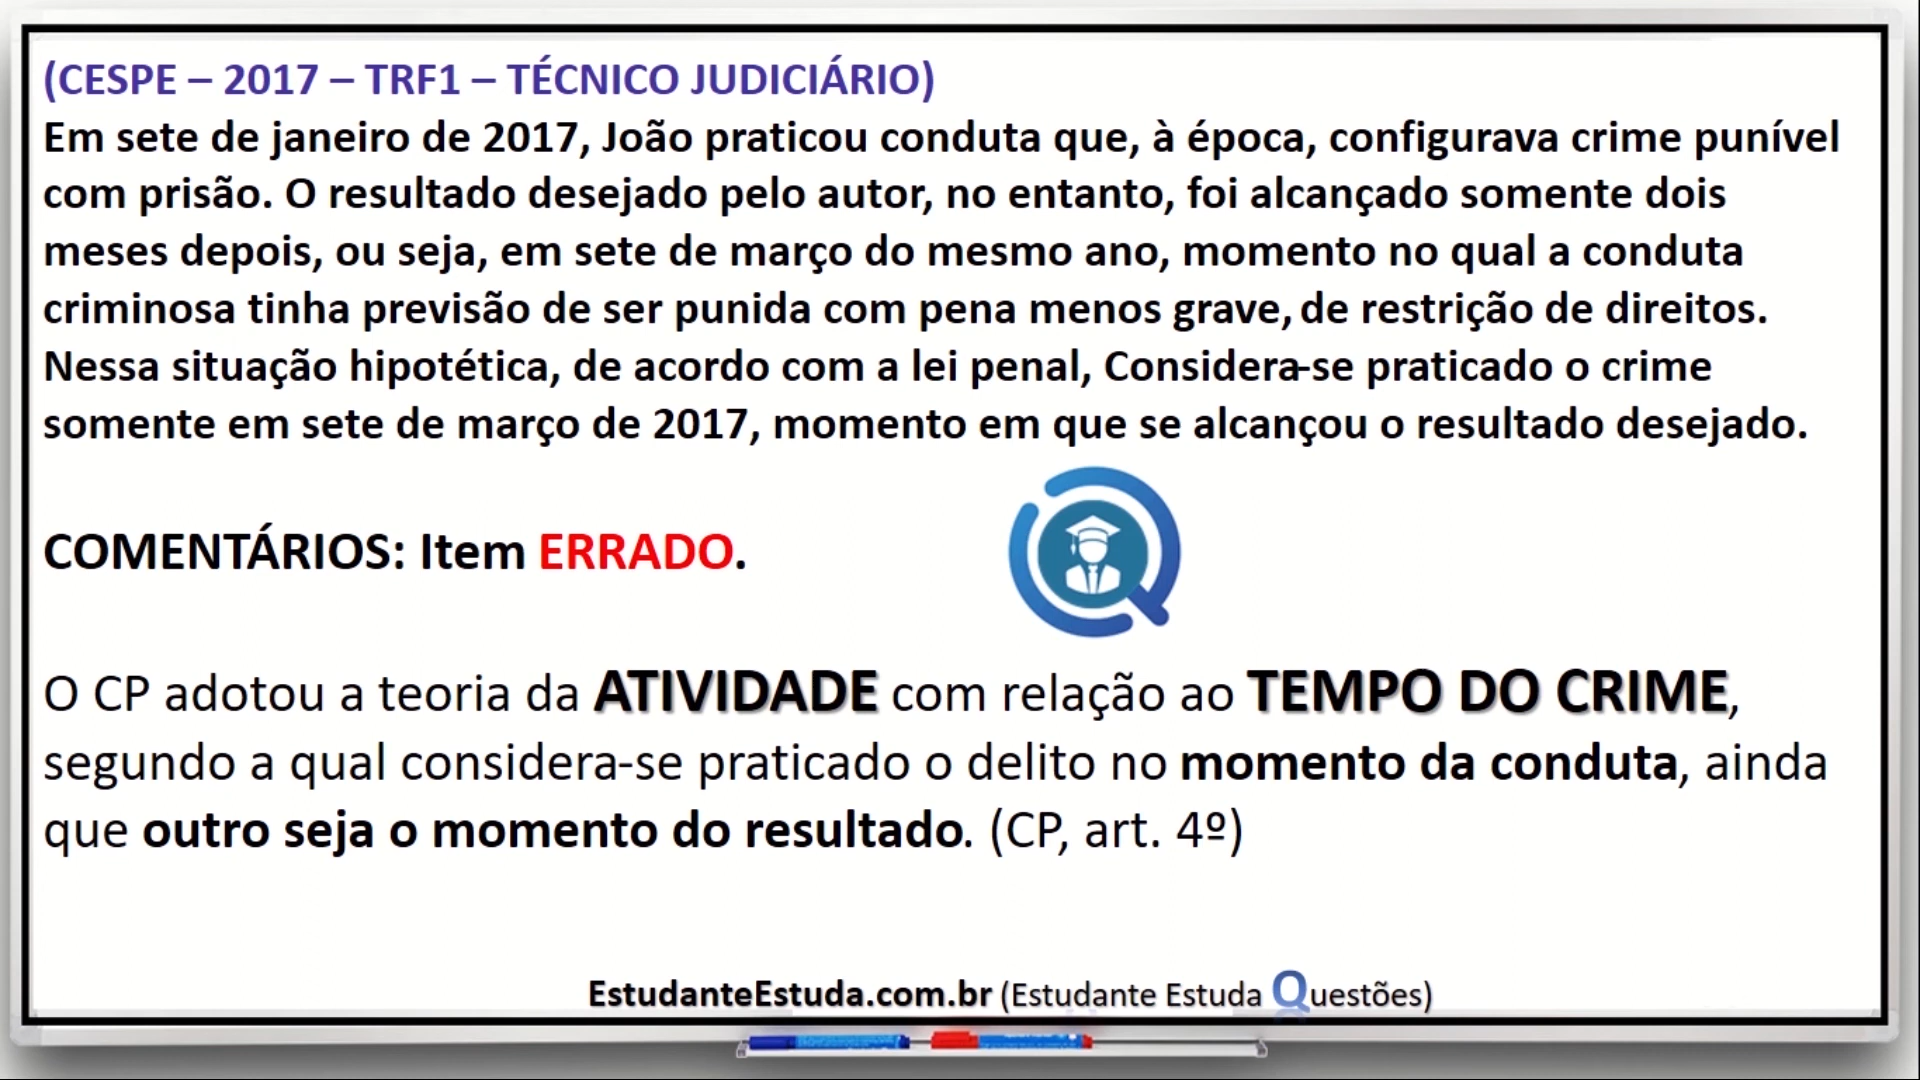 (CESPE – 2017 – TRF1 – TÉCNICO JUDICIÁRIO)
Em sete de janeiro de 2017, João praticou conduta que, à época, configurava crime punível
com prisão. O resultado desejado pelo autor, no entanto, foi alcançado somente dois
meses depois, ou seja, em sete de março do mesmo ano, momento no qual a conduta
criminosa tinha previsão de ser punida com pena menos grave, de restrição de direitos.
Nessa situação hipotética, de acordo com a lei penal, Considera-se praticado o crime
somente em sete de março de 2017, momento em que se alcançou o resultado desejado.
COMENTÁRIOS: Item ERRADO.
O CP adotou a teoria da ATIVIDADE com relação ao TEMPO DO CRIME,
segundo a qual considera-se praticado o delito no momento da conduta, ainda
que outro seja o momento do resultado. (CP, art. 4º)
EstudanteEstuda.com.br (Estudante Estuda Questões)